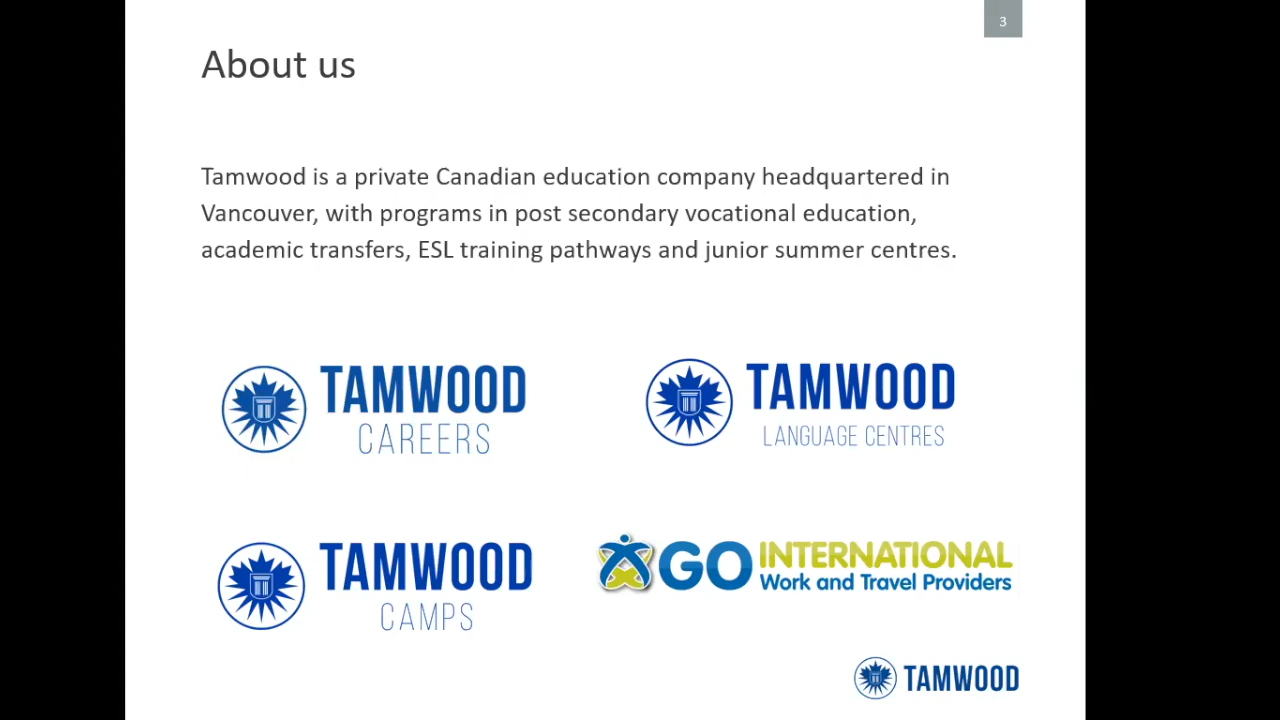 3
About us
Tamwood is a private Canadian education company headquartered in
Vancouver, with programs in post secondary vocational education,
academic transfers, ESL training pathways and junior summer centres.
TAMWOOD
CAREERS
TAMWOOD
LANGUAGE CENTRES
TAMWOOD
CAMPS
GO INTERNATIONAL
Work and Travel Providers
TAMWOOD